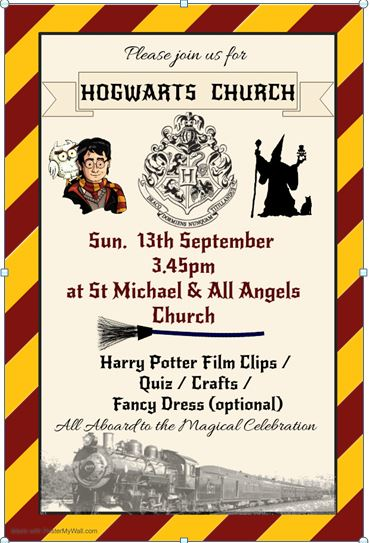 Please join us for
HOGWARTS CHURCH
DRACO DORMIENS NUNQUAM TITILLANDUS
H
Sun. 13th September
3.45pm
at St Michael & All Angels
Church
Harry Potter Film Clips /
Quiz / Crafts /
Fancy Dress (optional)
All Aboard to the Magical Celebration
Made with PosterMyWall.com